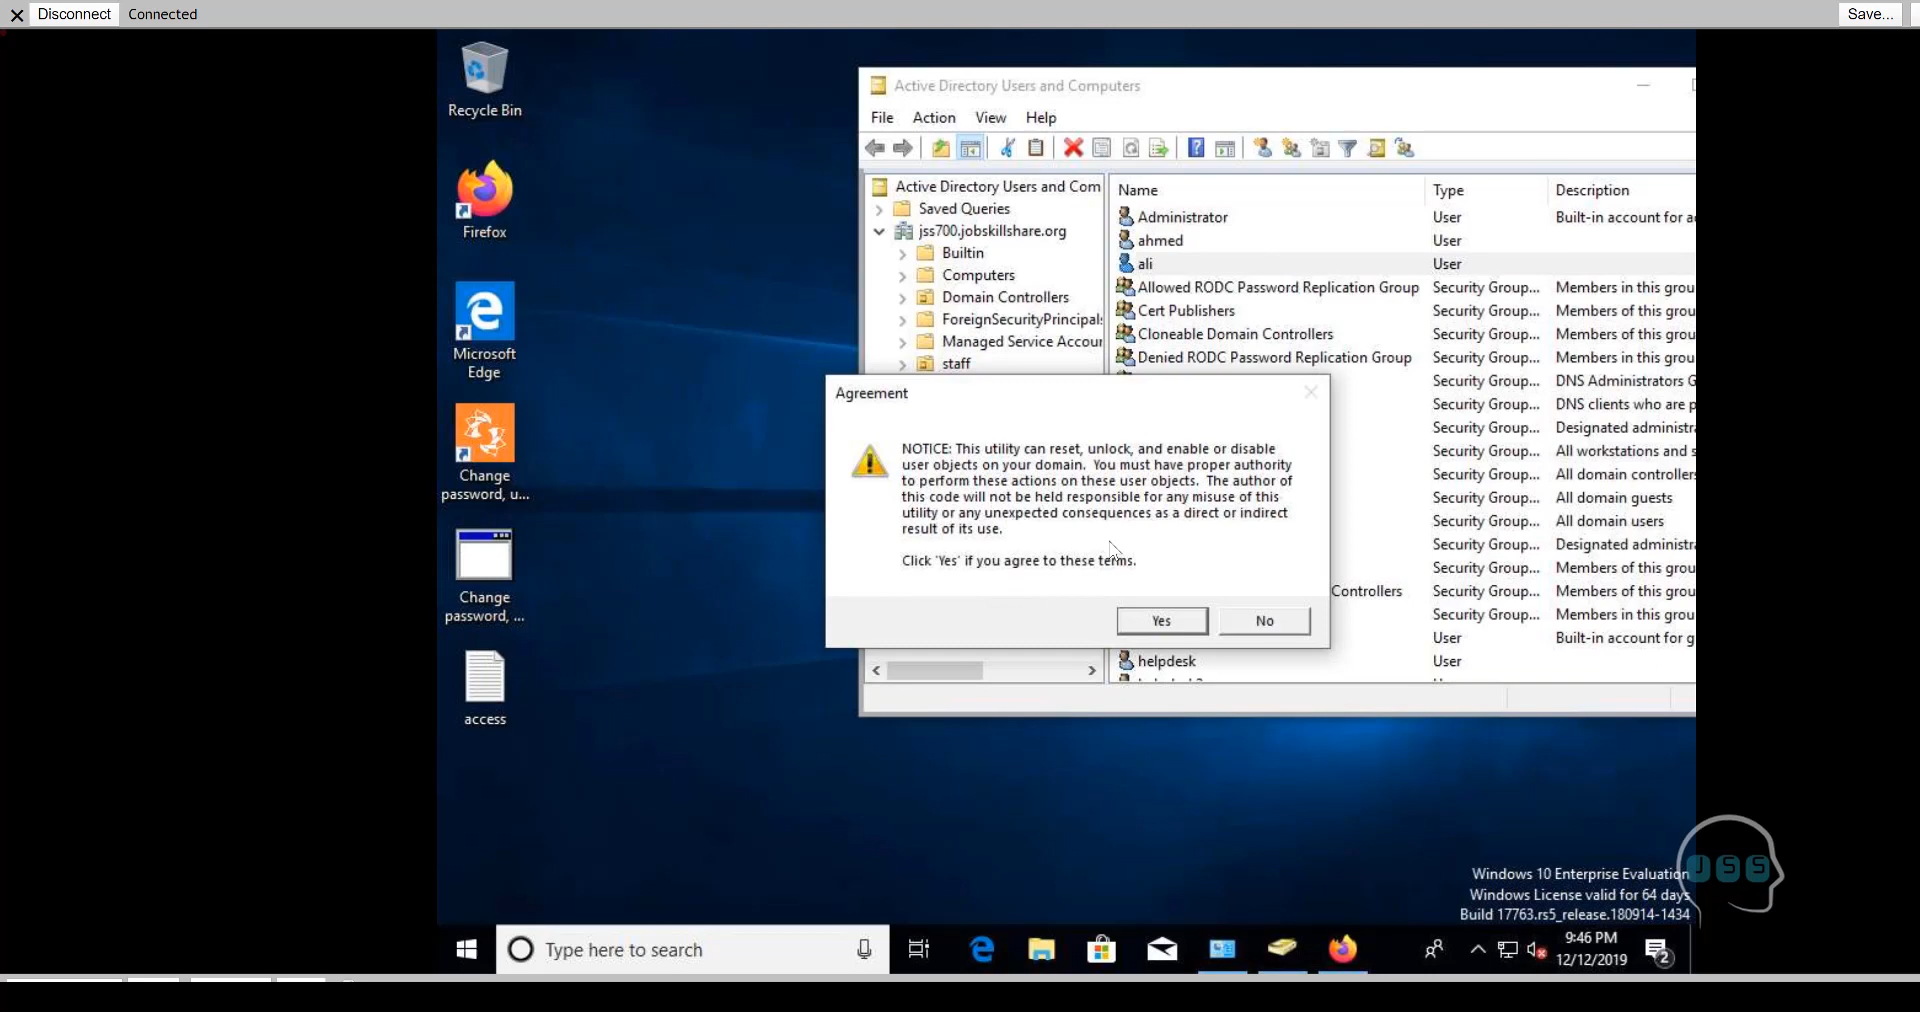 Disconnect Connected Save...
Recycle Bin
Firefox
Microsoft
Edge
Change
password, u...
Change
password, ...
access
Active Directory Users and Computers
File Action View Help
Active Directory Users and Com
Saved Queries
jss700.jobskillshare.org
Builtin
Computers
Domain Controllers
ForeignSecurityPrincipal
Managed Service Accou
staff
Name Type Description
Administrator User Built-in account for a
ahmed User
ali User
Allowed RODC Password Replication Group Security Group... Members in this grou
Cert Publishers Security Group... Members of this grou
Cloneable Domain Controllers Security Group... Members of this grou
Denied RODC Password Replication Group Security Group... Members in this grou
Security Group... DNS Administrators G
Security Group... DNS clients who are p
Security Group... Designated administr
Security Group... All workstations and s
Security Group... All domain controller
Security Group... All domain guests
Security Group... All domain users
Security Group... Designated administr
Security Group... Members of this grou
Controllers Security Group... Members of this grou
Security Group... Members in this grou
User Built-in account for g
helpdesk User
Agreement
NOTICE: This utility can reset, unlock, and enable or disable
user objects on your domain. You must have proper authority
to perform these actions on these user objects. The author of
this code will not be held responsible for any misuse of this
utility or any unexpected consequences as a direct or indirect
result of its use.
Click 'Yes' if you agree to these terms.
Yes No
JSS
Windows 10 Enterprise Evaluation
Windows License valid for 64 days
Build 17763.rs5_release.180914-1434
Type here to search
9:46 PM
12/12/2019
2